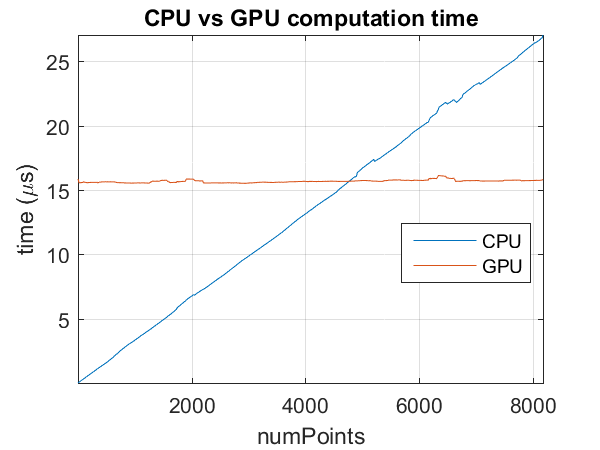 CPU vs GPU computation time
time (μs)
25
20
15
10
5
CPU
GPU
2000 4000 6000 8000
numPoints